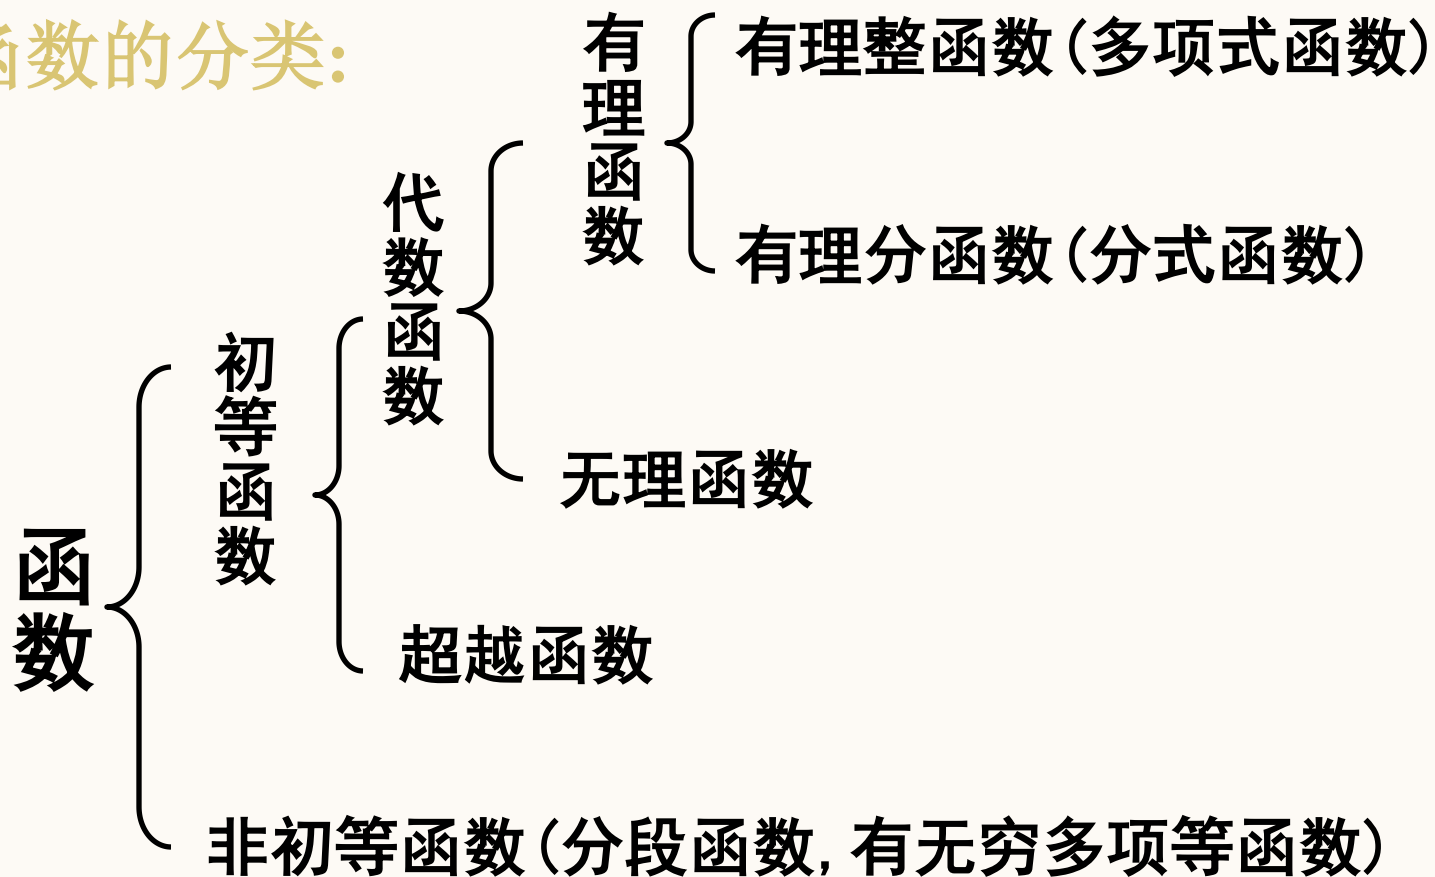 函数的分类:
函数
初等函数
代数函数
有理函数
有理整函数(多项式函数)
有理分函数(分式函数)
无理函数
超越函数
非初等函数(分段函数,有无穷多项等函数)